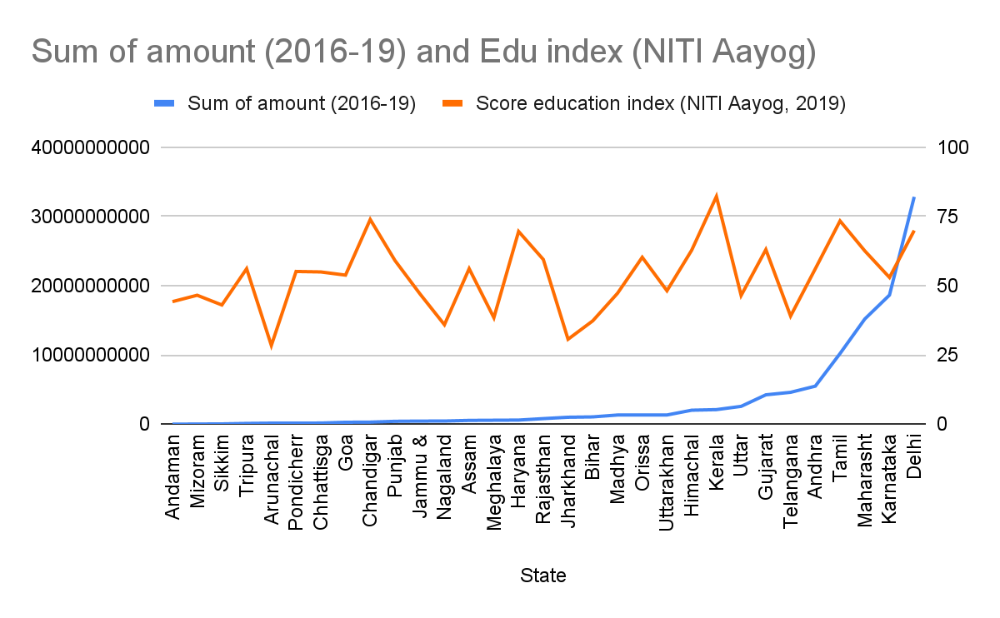 Sum of amount (2016-19) and Edu index (NITI Aayog)
Sum of amount (2016-19)
Score education index (NITI Aayog, 2019)
40000000000
100
30000000000
75
20000000000
50
10000000000
25
0
0
Andaman
Mizoram
Sikkim
Tripura
Arunachal
Pondicherr
Chhattisga
Goa
Chandigar
Punjab
Jammu &
Nagaland
Assam
Meghalaya
Haryana
Rajasthan
Jharkhand
Bihar
Madhya
Orissa
Uttarakhan
Himachal
Kerala
Uttar
Gujarat
Telangana
Andhra
Tamil
Maharasht
Karnataka
Delhi
State